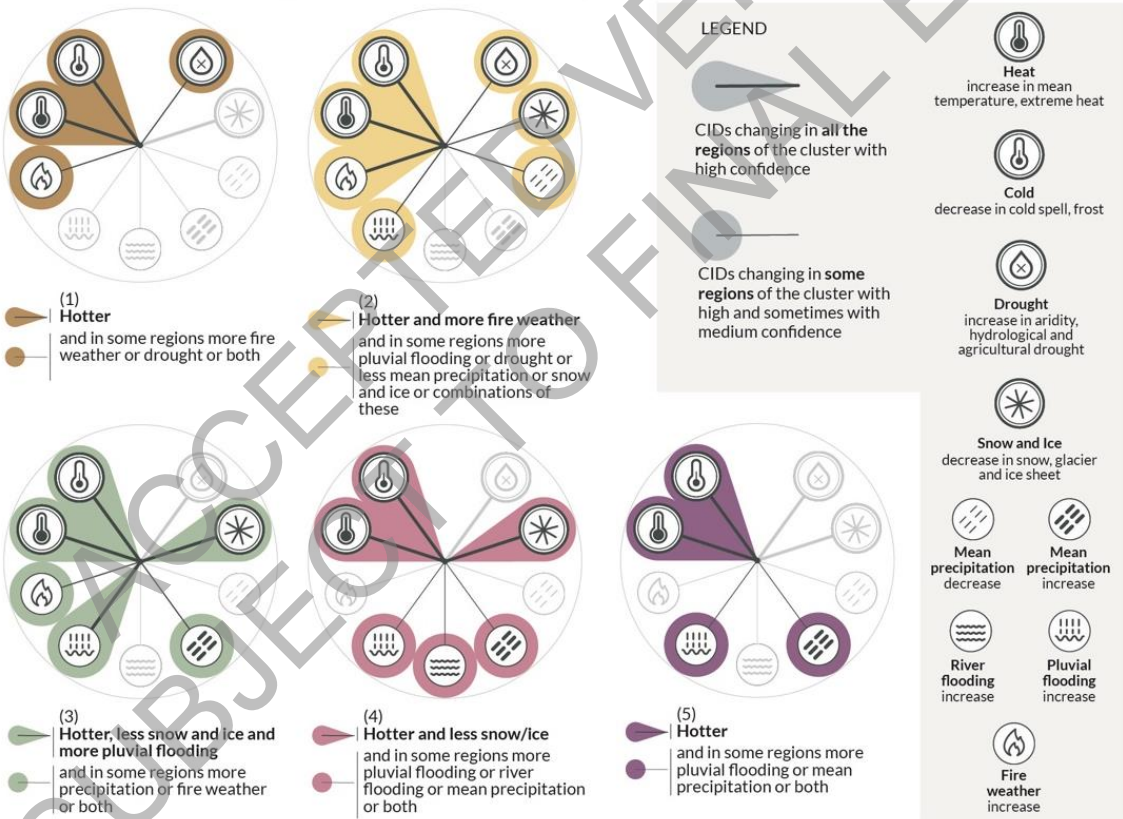 (1)
Hotter
and in some regions more fire
weather or drought or both
(2)
Hotter and more fire weather
and in some regions more
pluvial flooding or drought or
less mean precipitation or snow
and ice or combinations of
these
LEGEND
CIDs changing in all the
regions of the cluster with
high confidence
CIDs changing in some
regions of the cluster with
high and sometimes with
medium confidence
Heat
increase in mean
temperature, extreme heat
Cold
decrease in cold spell, frost
Drought
increase in aridity,
hydrological and
agricultural drought
Snow and Ice
decrease in snow, glacier
and ice sheet
Mean
precipitation
decrease
Mean
precipitation
increase
River
flooding
increase
Pluvial
flooding
increase
Fire
weather
increase
(3)
Hotter, less snow and ice and
more pluvial flooding
and in some regions more
precipitation or fire weather
or both
(4)
Hotter and less snow/ice
and in some regions more
pluvial flooding or river
flooding or mean precipitation
or both
(5)
Hotter
and in some regions more
pluvial flooding or mean
precipitation or both
ACCEPTED VE
SUBJECT TO FINAL E